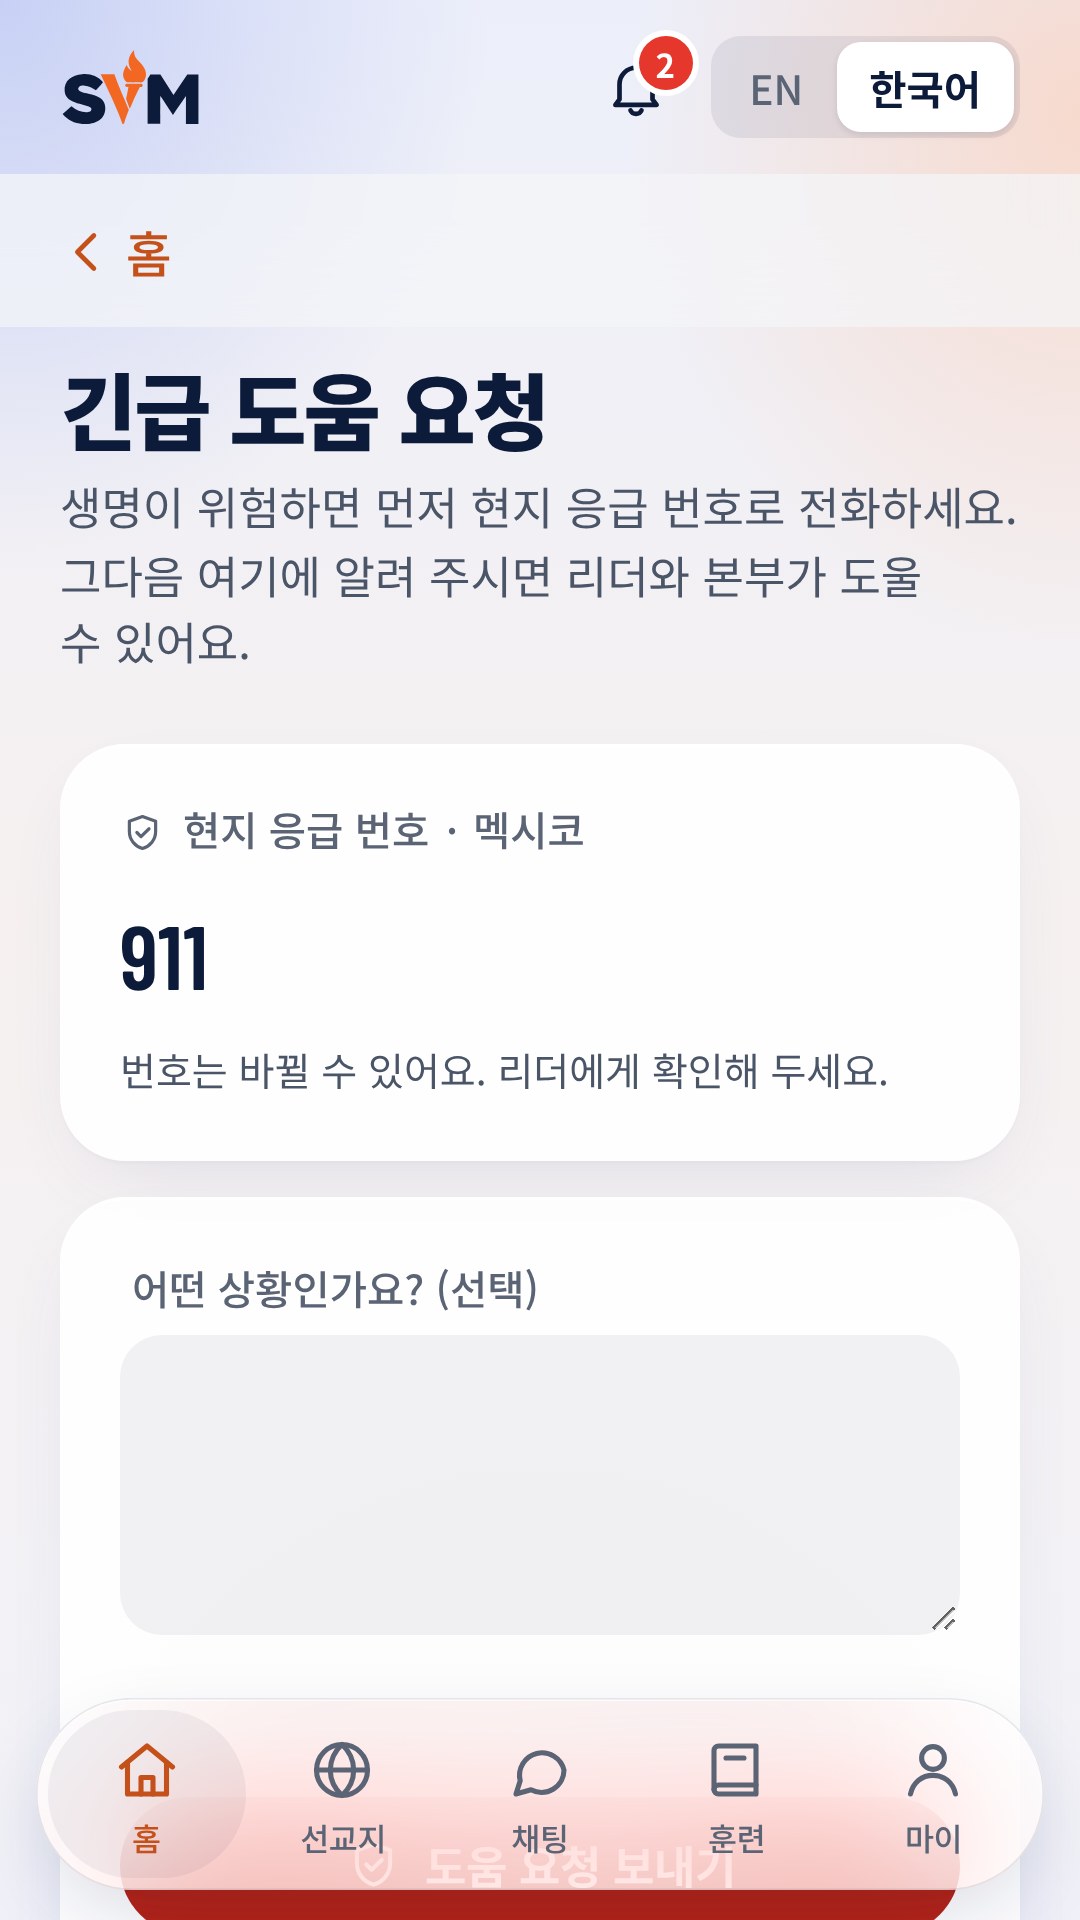 SVM
2
EN
한국어
홈
긴급 도움 요청
생명이 위험하면 먼저 현지 응급 번호로 전화하세요.
그다음 여기에 알려 주시면 리더와 본부가 도울
수 있어요.
현지 응급 번호 · 멕시코
911
번호는 바뀔 수 있어요. 리더에게 확인해 두세요.
어떤 상황인가요? (선택)
도움 요청 보내기
홈
선교지
채팅
훈련
마이